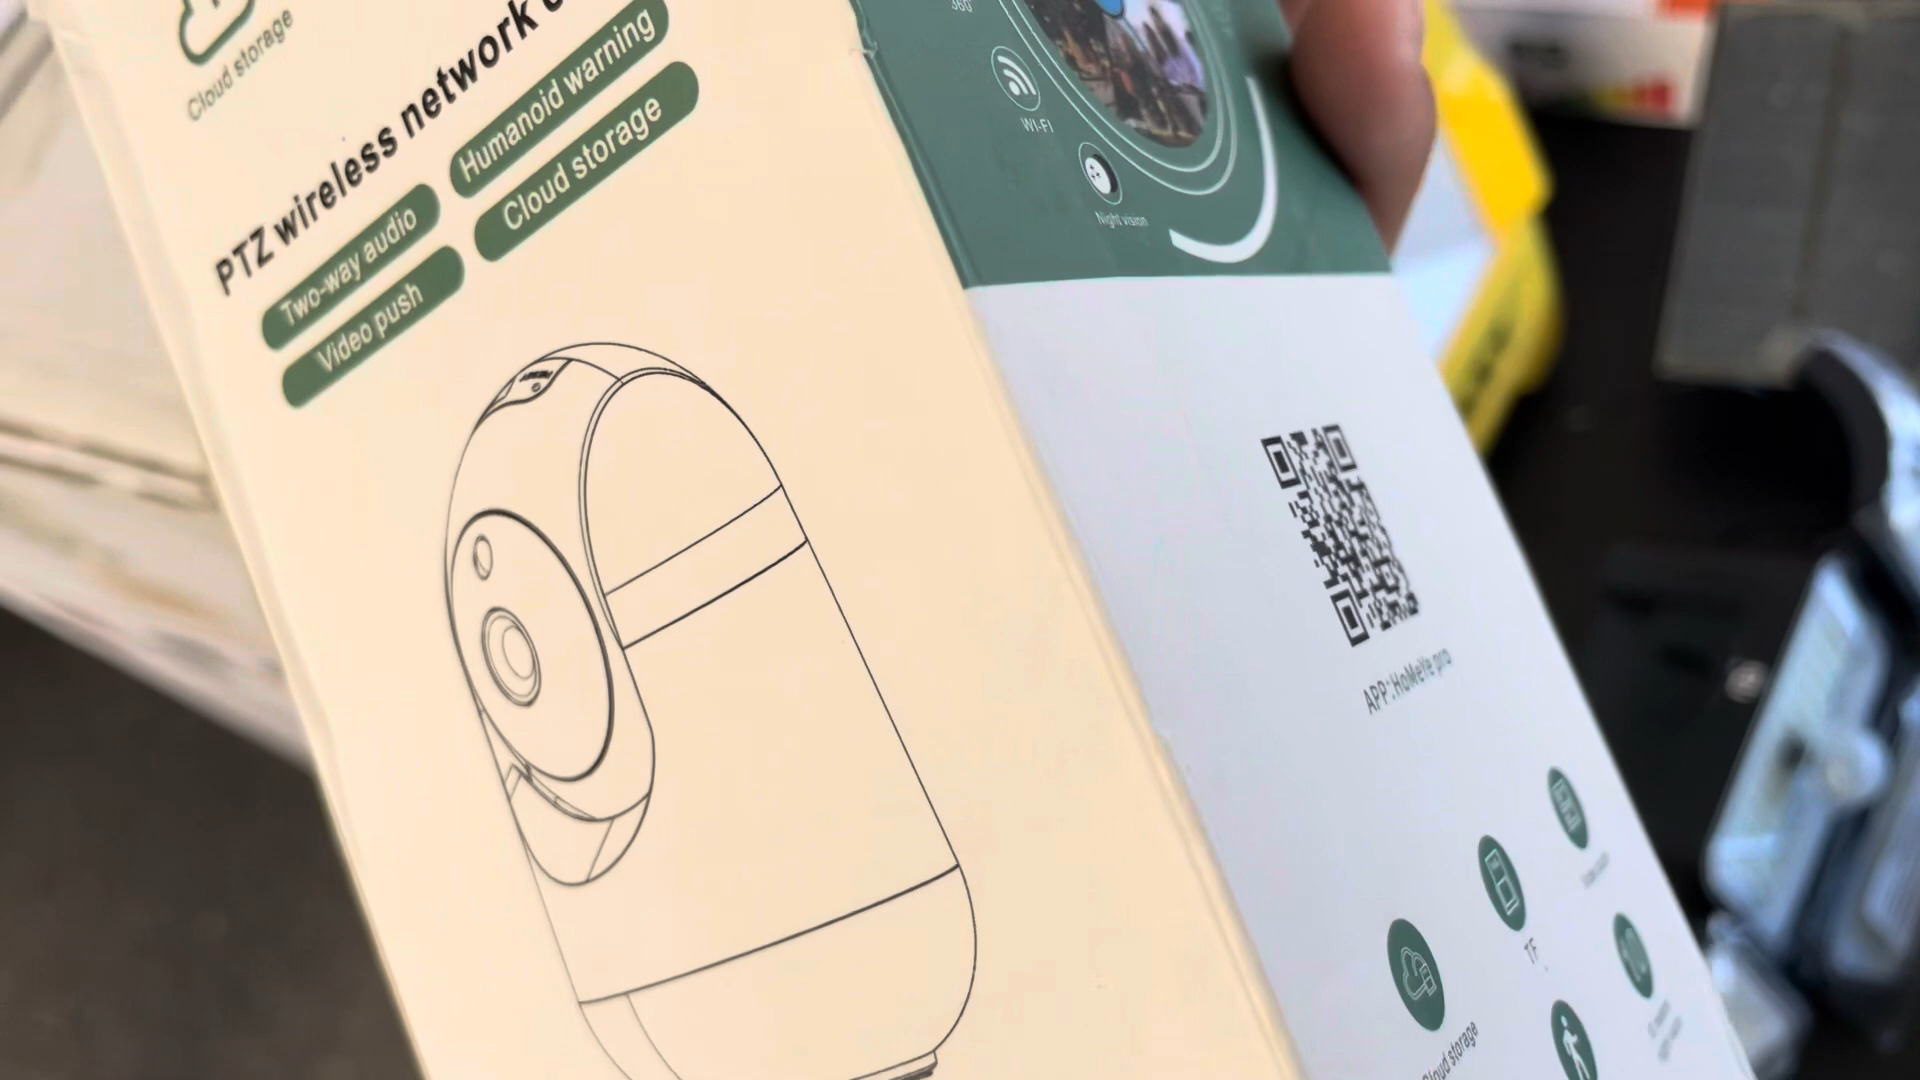 Cloud storage
PTZ wireless network
Two-way audio
Humanoid warning
Video push
Cloud storage
360°
WI-FI
Night vision
APP:HoMeYe pro
TF
Cloud storage